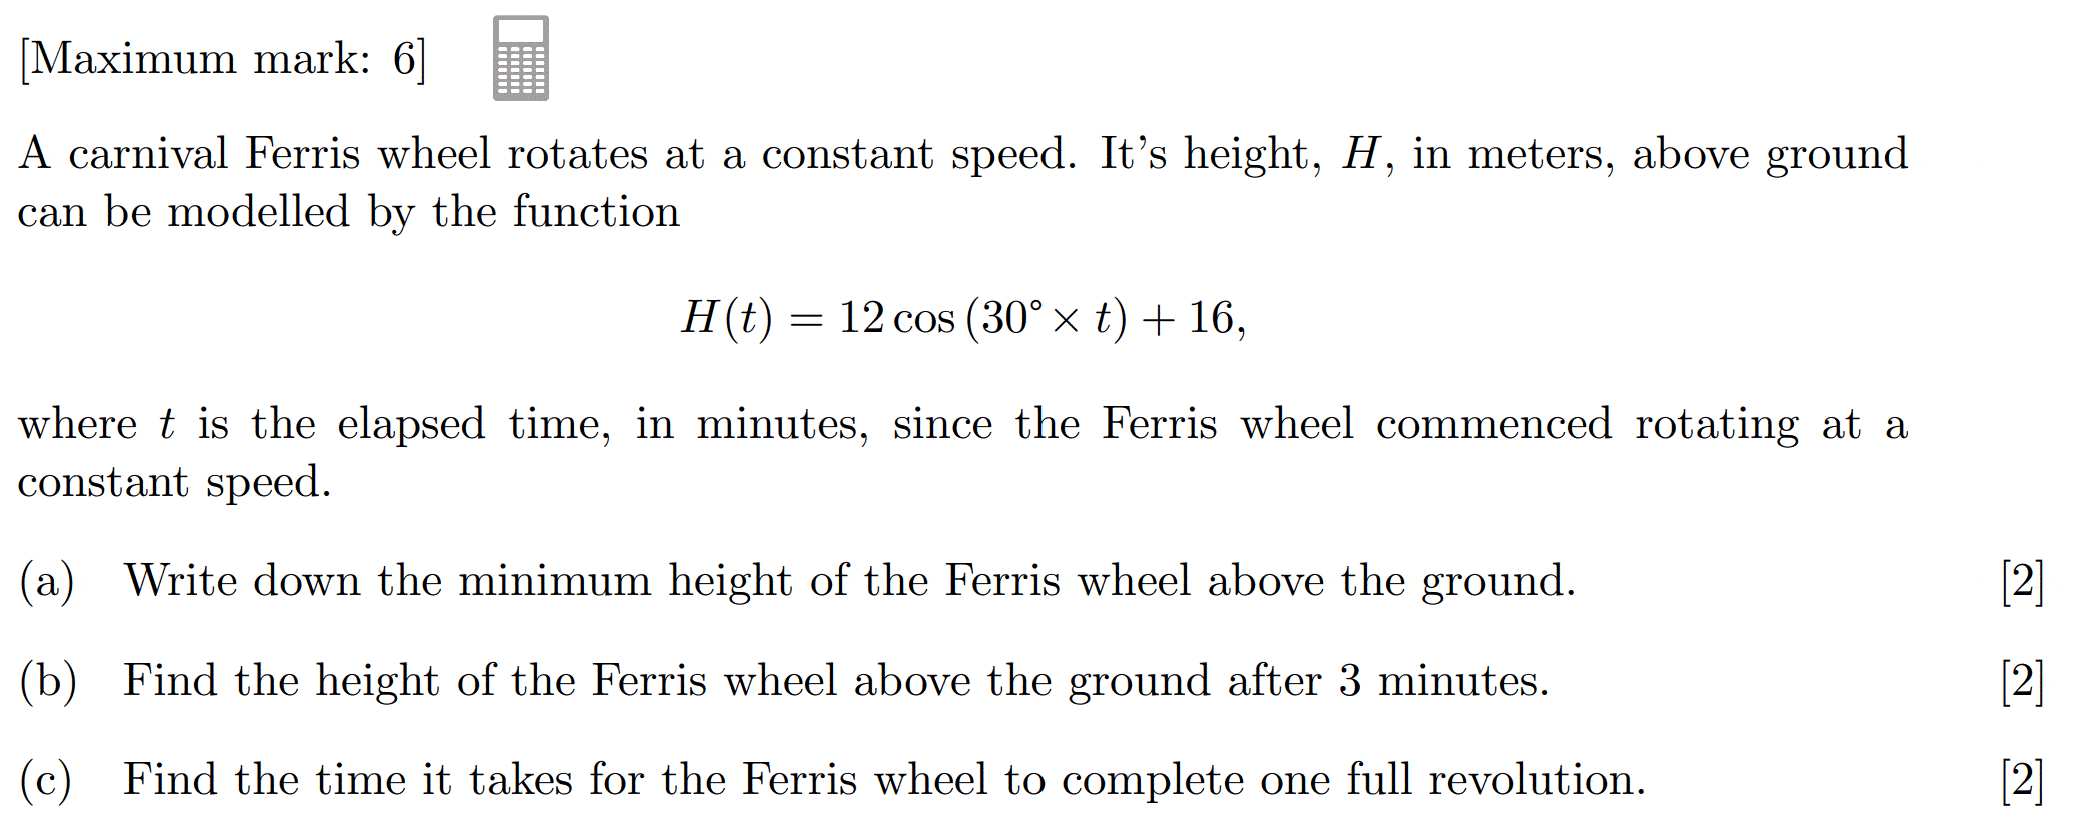 [Maximum mark: 6]
A carnival Ferris wheel rotates at a constant speed. It's height, H, in meters, above ground
can be modelled by the function
H(t) = 12 cos (30° × t) + 16,
where t is the elapsed time, in minutes, since the Ferris wheel commenced rotating at a
constant speed.
(a) Write down the minimum height of the Ferris wheel above the ground. [2]
(b) Find the height of the Ferris wheel above the ground after 3 minutes. [2]
(c) Find the time it takes for the Ferris wheel to complete one full revolution. [2]